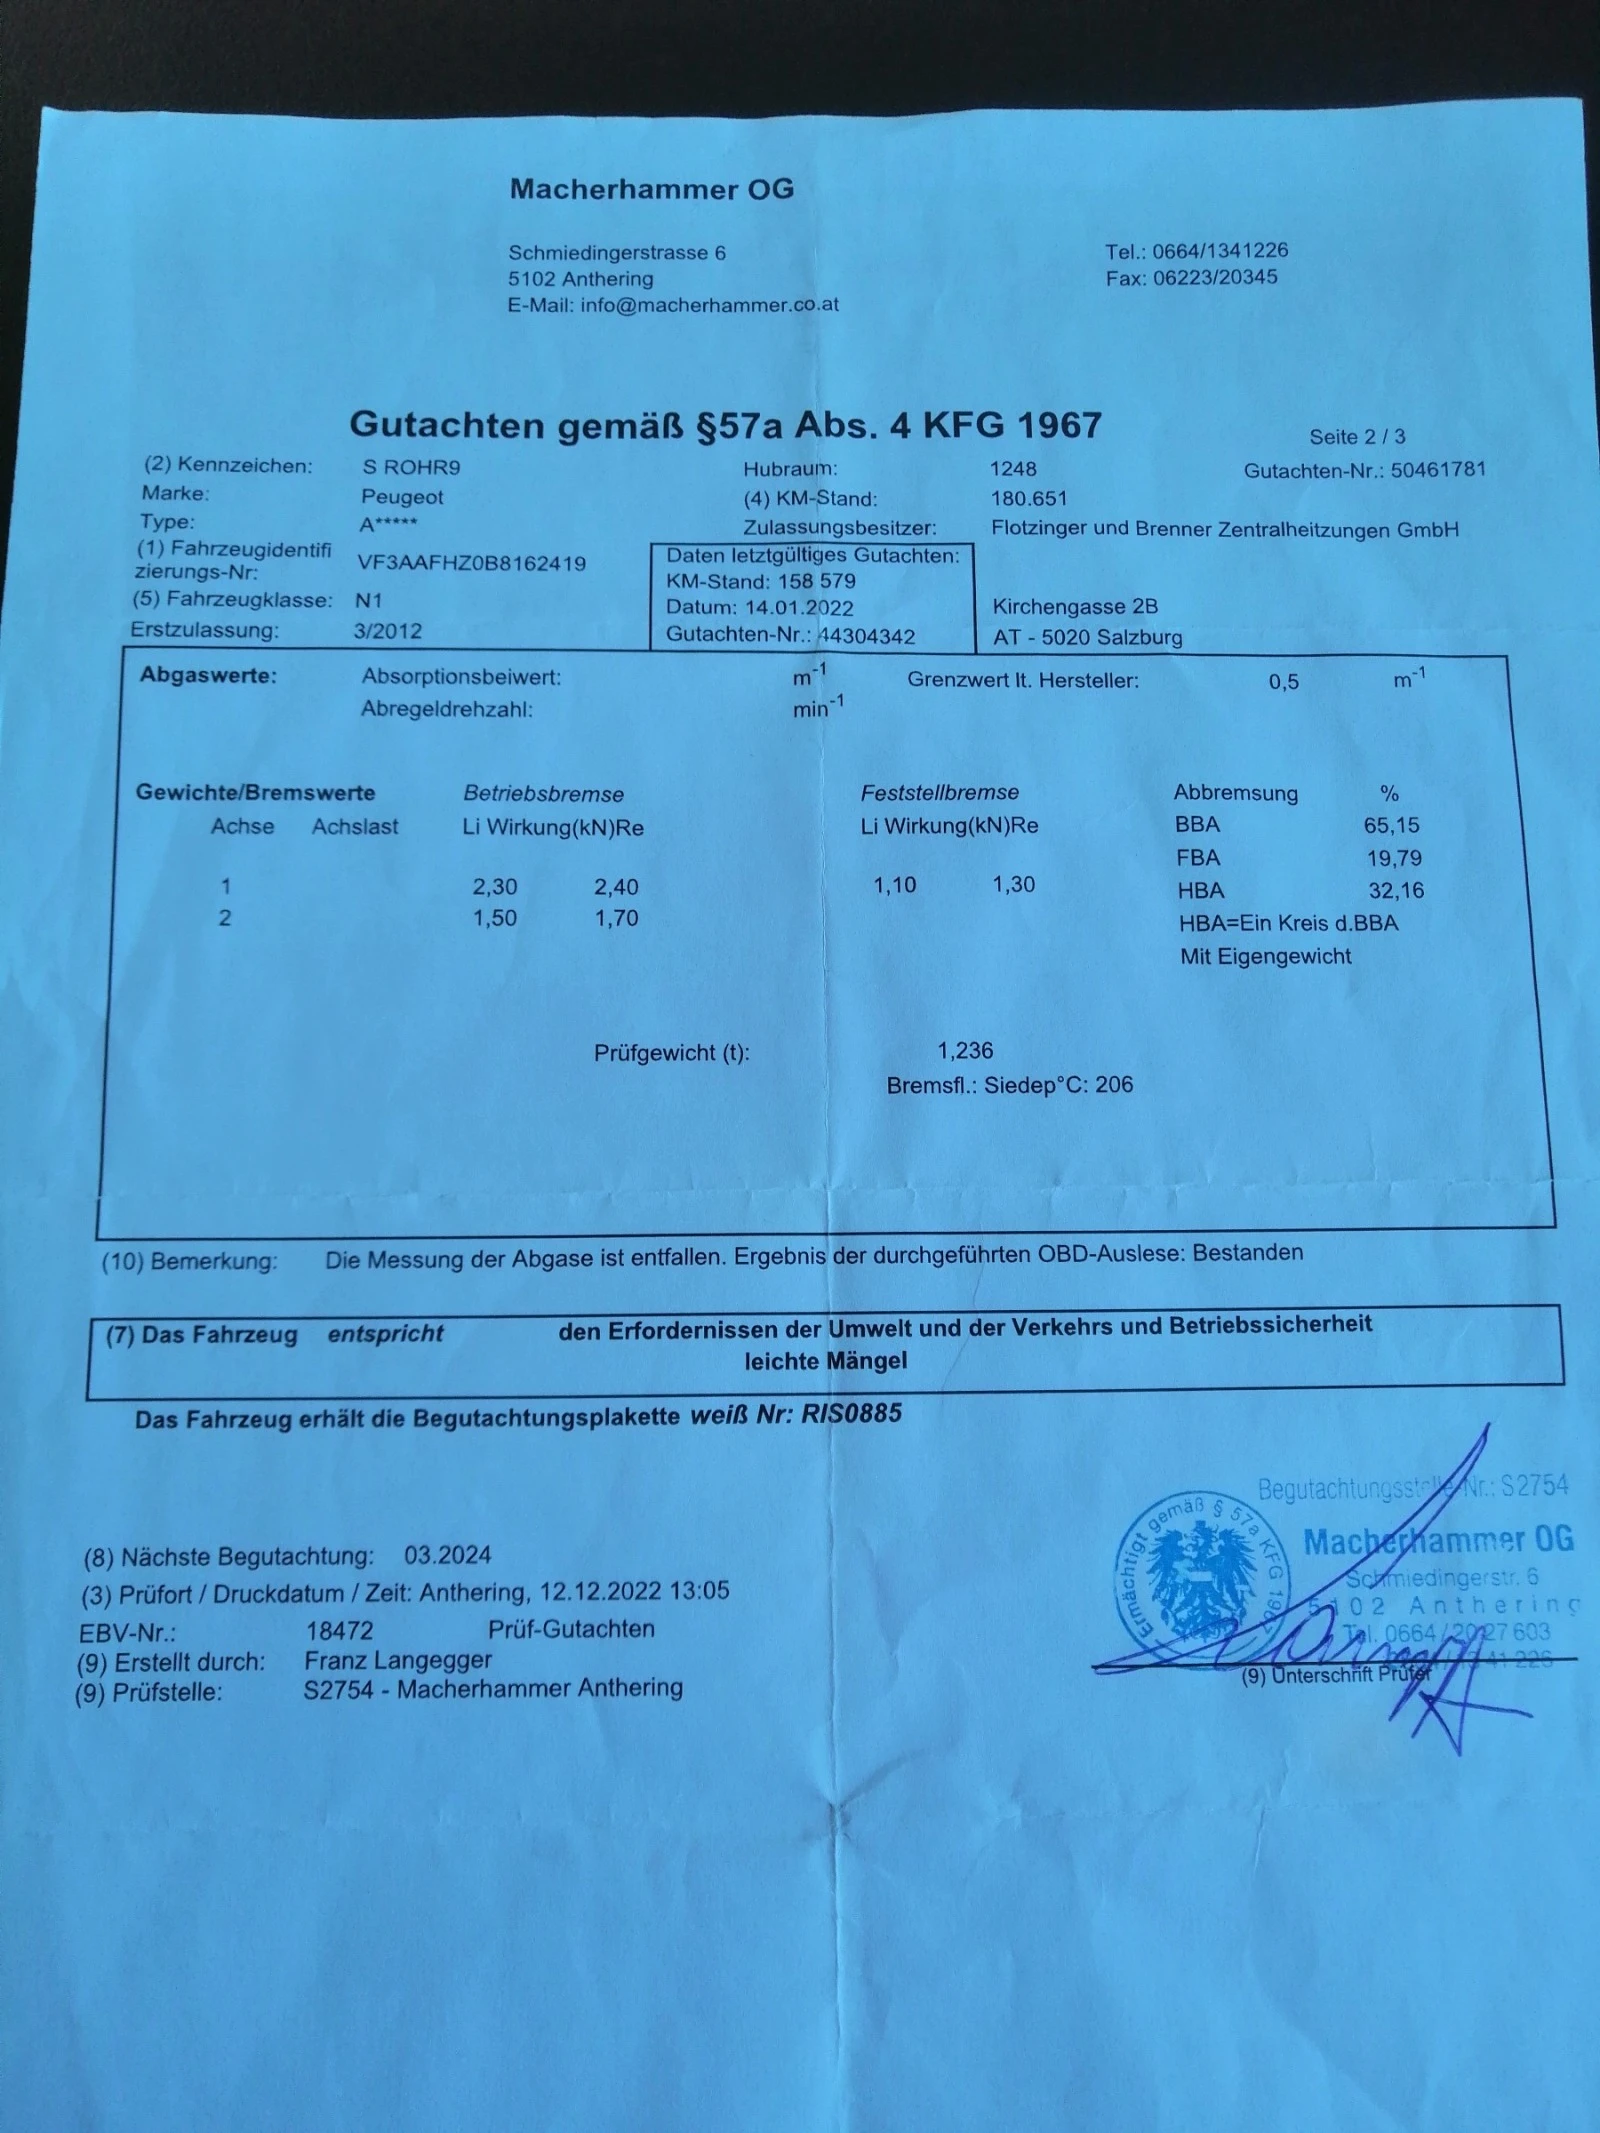 Macherhammer OG
Schmiedingerstrasse 6
5102 Anthering
E-Mail: info@macherhammer.co.at
Tel.: 0664/1341226
Fax: 06223/20345
Gutachten gemäß §57a Abs. 4 KFG 1967
Seite 2 / 3
(2) Kennzeichen: S ROHR9 Hubraum: 1248 Gutachten-Nr.: 50461781
Marke: Peugeot (4) KM-Stand: 180.651
Type: A***** Zulassungsbesitzer: Flotzinger und Brenner Zentralheitzungen GmbH
(1) Fahrzeugidentifi
zierungs-Nr: VF3AAFHZ0B8162419
(5) Fahrzeugklasse: N1
Erstzulassung: 3/2012
Daten letztgültiges Gutachten:
KM-Stand: 158 579
Datum: 14.01.2022
Gutachten-Nr.: 44304342
Kirchengasse 2B
AT - 5020 Salzburg
Abgaswerte: Absorptionsbeiwert: m-1 Grenzwert lt. Hersteller: 0,5 m-1
Abregeldrehzahl: min-1
Gewichte/Bremswerte Betriebsbremse Feststellbremse Abbremsung %
Achse Achslast Li Wirkung(kN)Re Li Wirkung(kN)Re BBA 65,15
FBA 19,79
1 2,30 2,40 1,10 1,30 HBA 32,16
2 1,50 1,70 HBA=Ein Kreis d.BBA
Mit Eigengewicht
Prüfgewicht (t): 1,236
Bremsfl.: Siedep°C: 206
(10) Bemerkung: Die Messung der Abgase ist entfallen. Ergebnis der durchgeführten OBD-Auslese: Bestanden
(7) Das Fahrzeug entspricht den Erfordernissen der Umwelt und der Verkehrs und Betriebssicherheit
leichte Mängel
Das Fahrzeug erhält die Begutachtungsplakette weiß Nr: RIS0885
(8) Nächste Begutachtung: 03.2024
(3) Prüfort / Druckdatum / Zeit: Anthering, 12.12.2022 13:05
EBV-Nr.: 18472 Prüf-Gutachten
(9) Erstellt durch: Franz Langegger
(9) Prüfstelle: S2754 - Macherhammer Anthering
Ermächtigt gemäß § 57a KFG 1967
Begutachtungsstelle Nr.: S2754
Macherhammer OG
Schmiedingerstr. 6
5102 Anthering
Tel. 0664/2027603
(9) Unterschrift Prüfer